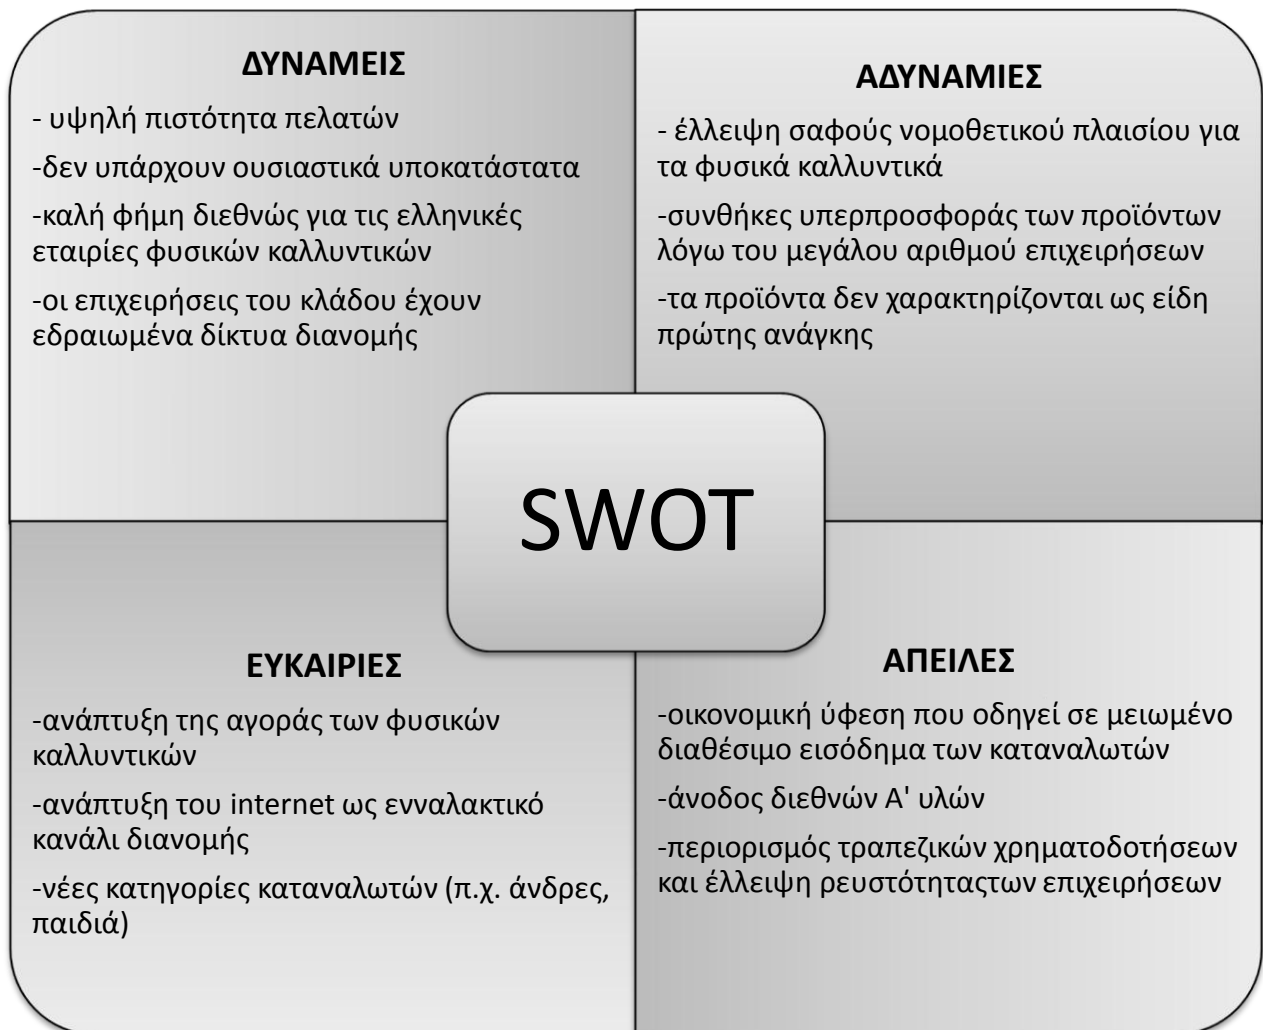 ΔΥΝΑΜΕΙΣ
- υψηλή πιστότητα πελατών
-δεν υπάρχουν ουσιαστικά υποκατάστατα
-καλή φήμη διεθνώς για τις ελληνικές
εταιρίες φυσικών καλλυντικών
-οι επιχειρήσεις του κλάδου έχουν
εδραιωμένα δίκτυα διανομής
ΑΔΥΝΑΜΙΕΣ
- έλλειψη σαφούς νομοθετικού πλαισίου για
τα φυσικά καλλυντικά
-συνθήκες υπερπροσφοράς των προϊόντων
λόγω του μεγάλου αριθμού επιχειρήσεων
-τα προϊόντα δεν χαρακτηρίζονται ως είδη
πρώτης ανάγκης
SWOT
ΕΥΚΑΙΡΙΕΣ
-ανάπτυξη της αγοράς των φυσικών
καλλυντικών
-ανάπτυξη του internet ως ενναλακτικό
κανάλι διανομής
-νέες κατηγορίες καταναλωτών (π.χ. άνδρες,
παιδιά)
ΑΠΕΙΛΕΣ
-οικονομική ύφεση που οδηγεί σε μειωμένο
διαθέσιμο εισόδημα των καταναλωτών
-άνοδος διεθνών Α' υλών
-περιορισμός τραπεζικών χρηματοδοτήσεων
και έλλειψη ρευστότηταςτων επιχειρήσεων